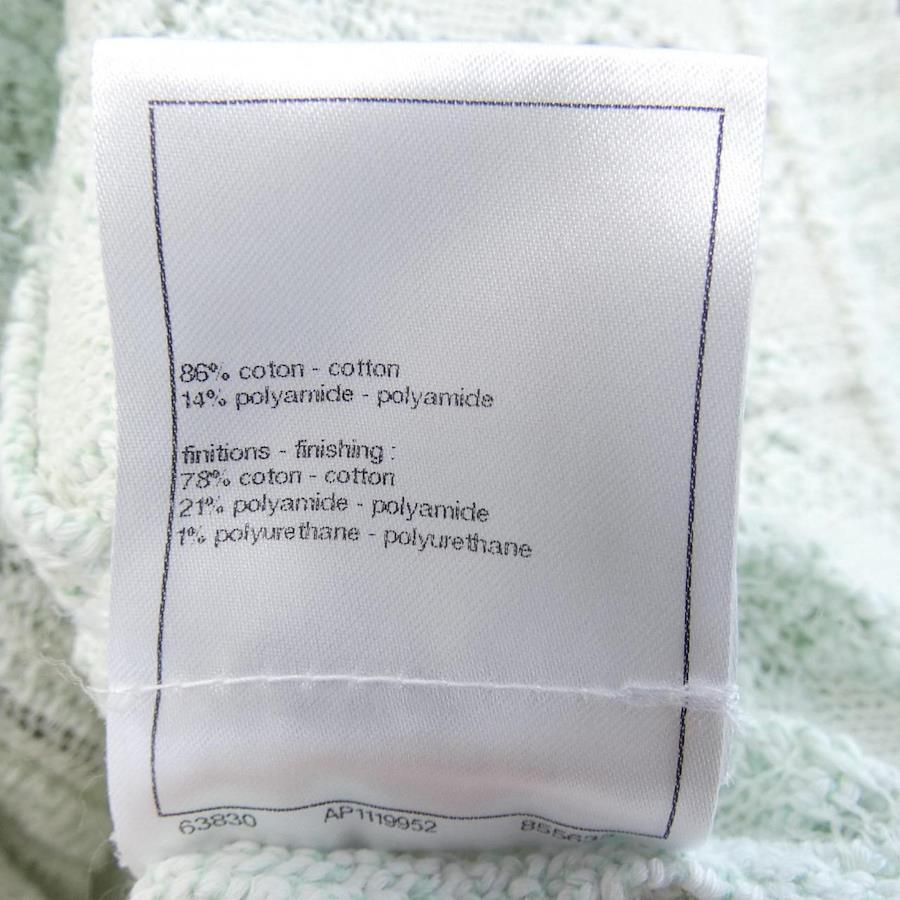 86% coton - cotton
14% polyamide - polyamide
finitions - finishing :
78% coton - cotton
21% polyamide - polyamide
1% polyurethane - polyurethane
63830 AP1119952